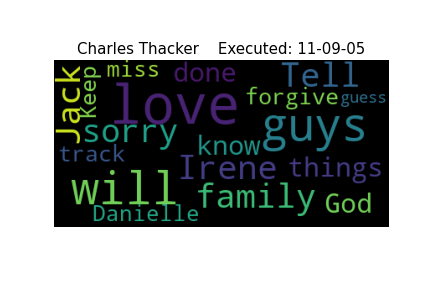 Charles Thacker    Executed: 11-09-05
Jack
Keep
miss
done
Tell
love
forgive
guess
sorry
guys
know
track
Irene
things
will
family
God
Danielle